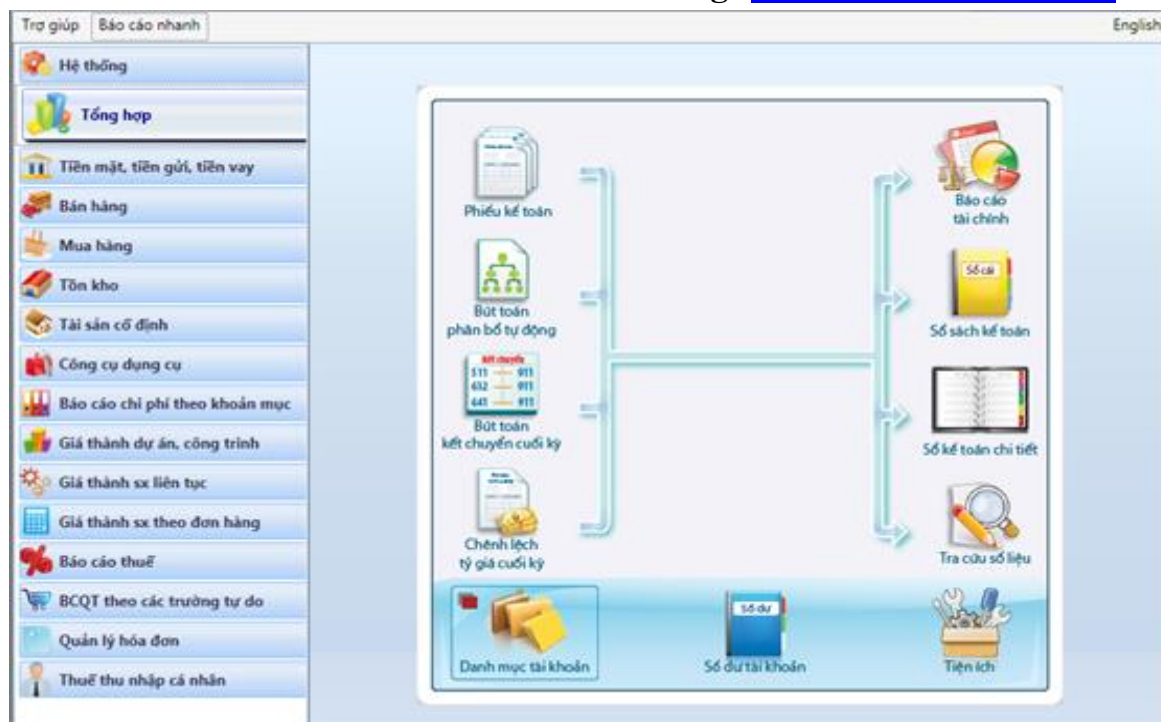 Trợ giúp Báo cáo nhanh English
Hệ thống
Tổng hợp
Tiền mặt, tiền gửi, tiền vay
Bán hàng
Mua hàng
Tồn kho
Tài sản cố định
Công cụ dụng cụ
Báo cáo chi phí theo khoản mục
Giá thành dự án, công trình
Giá thành sx liên tục
Giá thành sx theo đơn hàng
Báo cáo thuế
BCQT theo các trường tự do
Quản lý hóa đơn
Thuế thu nhập cá nhân
Phiếu kế toán
Bút toán
phân bổ tự động
Kết chuyển
511 911
632 911
641 911
Bút toán
kết chuyển cuối kỳ
Chênh lệch
tỷ giá cuối kỳ
Báo cáo
tài chính
Sổ cái
Sổ sách kế toán
Sổ kế toán chi tiết
Tra cứu số liệu
Danh mục tài khoản
Số dư
Số dư tài khoản
Tiện ích